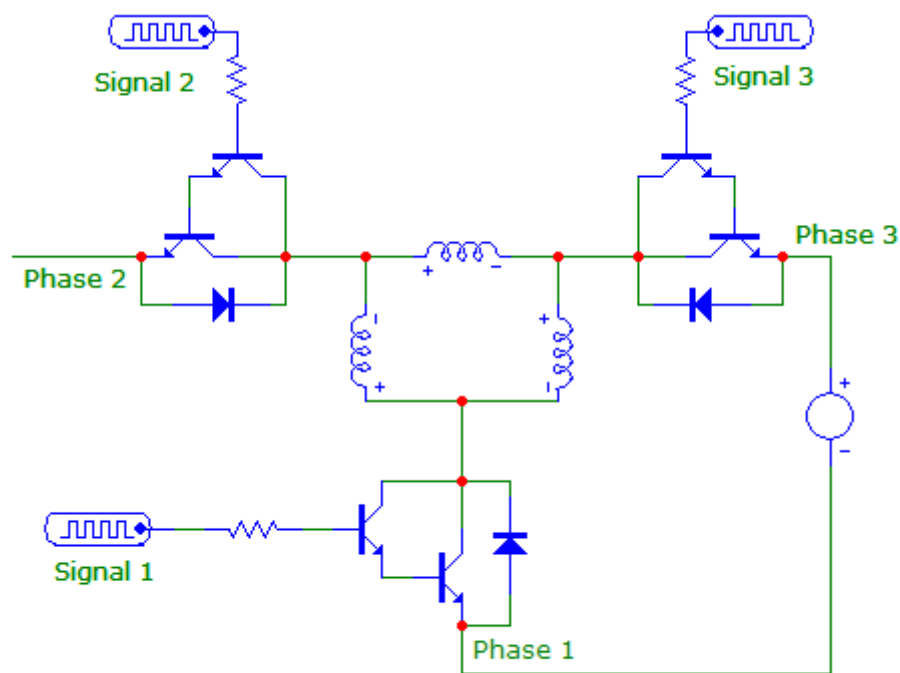 Signal 2
Signal 3
Phase 2
Phase 3
+
-
-
+
+
-
+
-
Signal 1
Phase 1